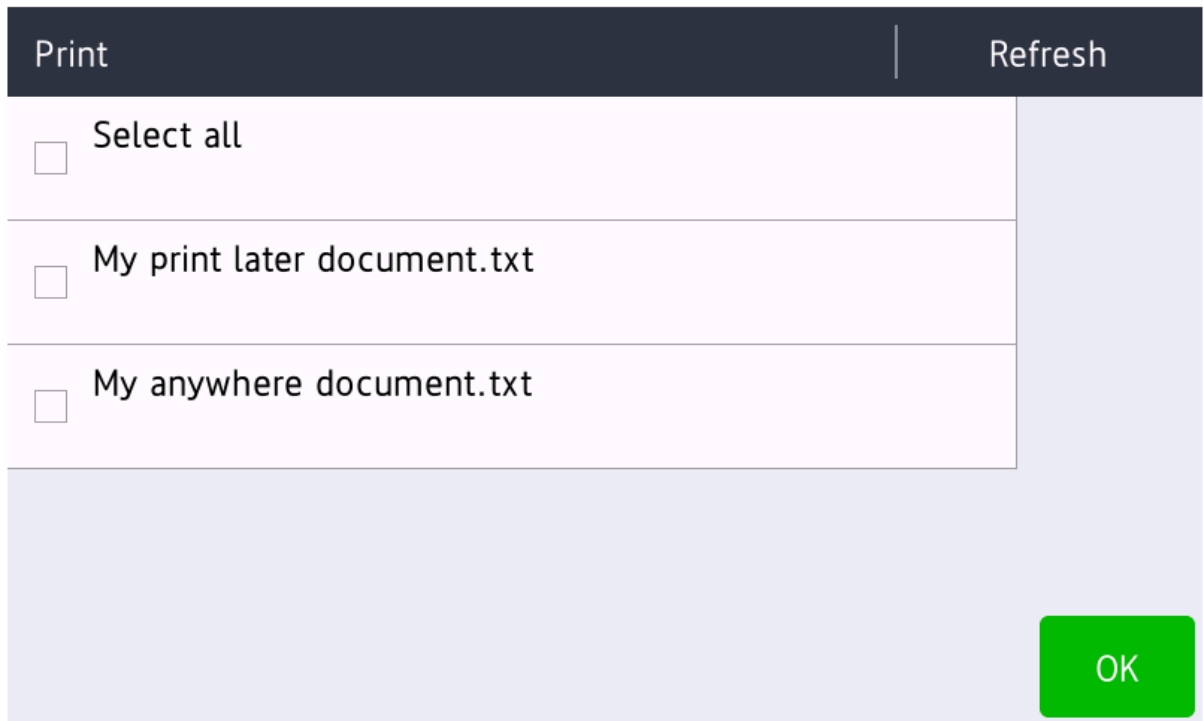 Print
Refresh
Select all
My print later document.txt
My anywhere document.txt
OK